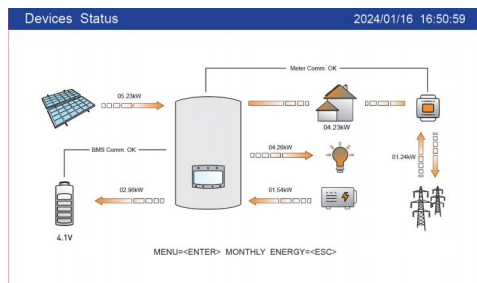 Devices Status 2024/01/16 16:50:59
Meter Comm. OK
05.23kW
04.23kW
BMS Comm. OK
04.26kW
01.24kW
02.96kW
01.54kW
4.1V
MENU=<ENTER> MONTHLY ENERGY=<ESC>